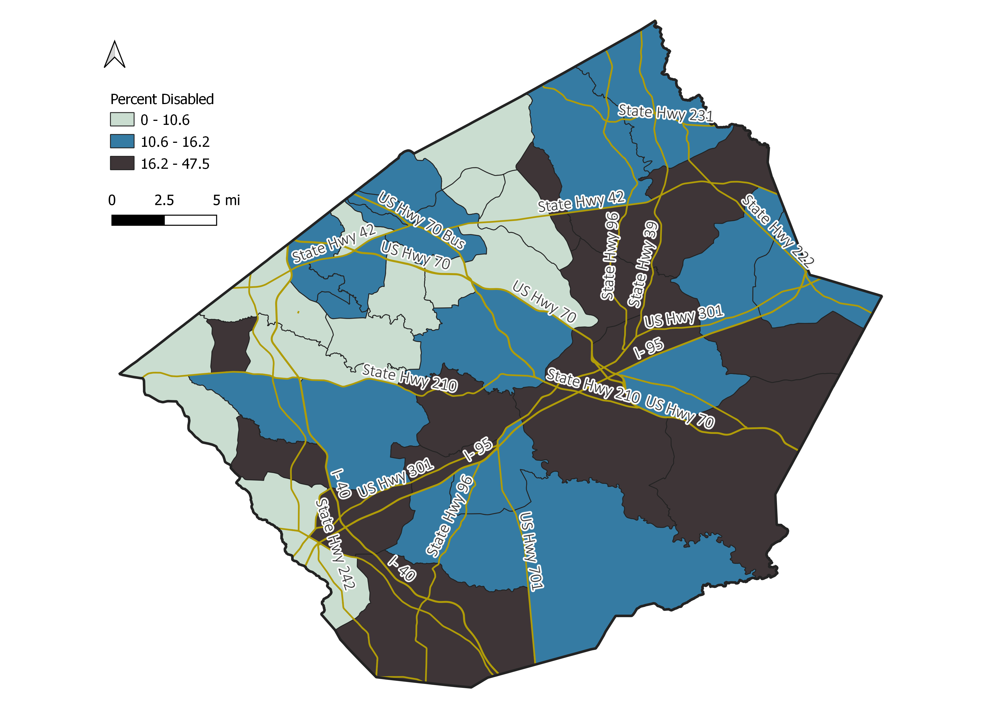 Percent Disabled
0 - 10.6
10.6 - 16.2
16.2 - 47.5
0 2.5 5 mi
State Hwy 231
State Hwy 42
US Hwy 70 Bus
State Hwy 42
US Hwy 70
State Hwy 96
State Hwy 39
State Hwy 222
US Hwy 70
US Hwy 301
I- 95
State Hwy 210
State Hwy 210
US Hwy 70
I- 95
US Hwy 301
I- 40
State Hwy 96
State Hwy 242
US Hwy 701
I- 40